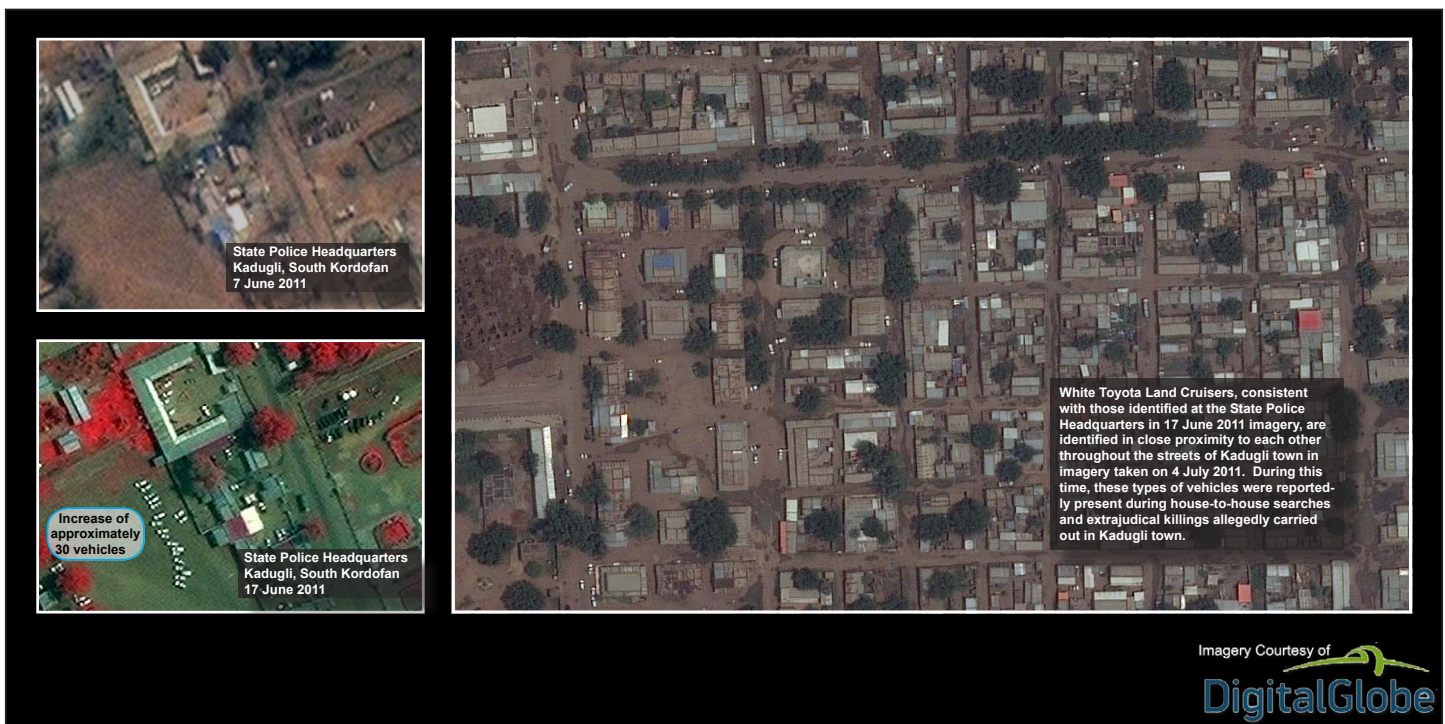 State Police Headquarters
Kadugli, South Kordofan
7 June 2011
Increase of
approximately
30 vehicles
State Police Headquarters
Kadugli, South Kordofan
17 June 2011
White Toyota Land Cruisers, consistent
with those identified at the State Police
Headquarters in 17 June 2011 imagery, are
identified in close proximity to each other
throughout the streets of Kadugli town in
imagery taken on 4 July 2011.  During this
time, these types of vehicles were reported-
ly present during house-to-house searches
and extrajudicial killings allegedly carried
out in Kadugli town.
Imagery Courtesy of
DigitalGlobe